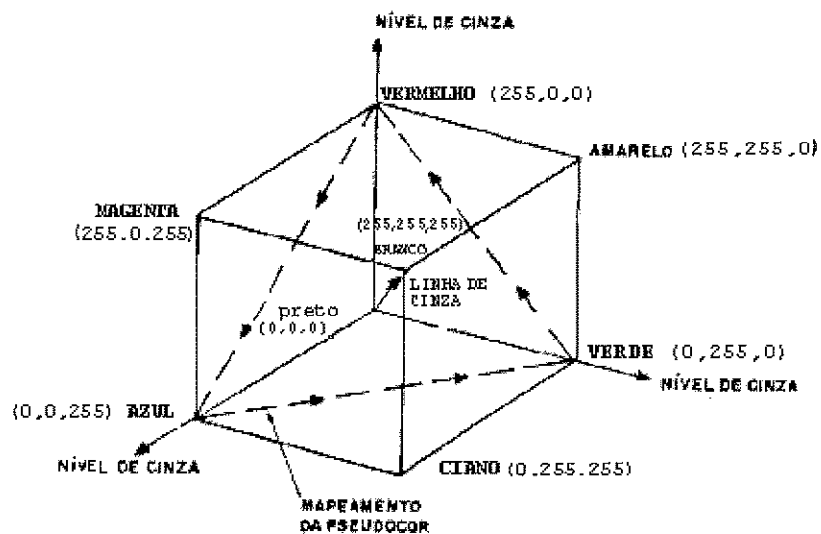 NÍVEL DE CINZA
VERMELHO (255,0,0)
AMARELO (255,255,0)
MAGENTA
(255.0.255)
(255,255,255)
BRANCO
LINHA DE
CINZA
preto
(0,0,0)
VERDE (0,255,0)
NÍVEL DE CINZA
(0,0,255) AZUL
NÍVEL DE CINZA
CIANO (0.255.255)
MAPEAMENTO
DA PSEUDOCOR